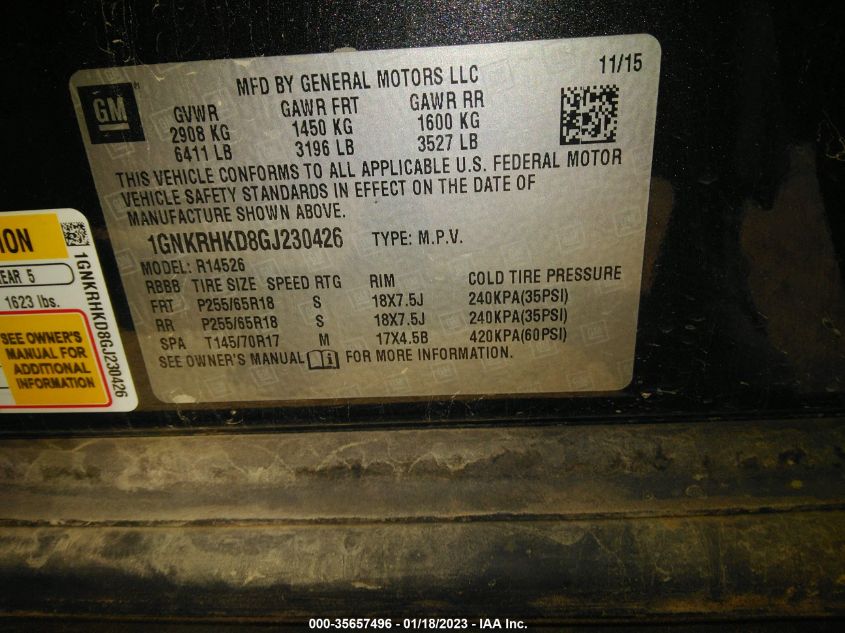 MFD BY GENERAL MOTORS LLC 11/15
GM
GVWR GAWR FRT GAWR RR
2908 KG 1450 KG 1600 KG
6411 LB 3196 LB 3527 LB
THIS VEHICLE CONFORMS TO ALL APPLICABLE U.S. FEDERAL MOTOR
VEHICLE SAFETY STANDARDS IN EFFECT ON THE DATE OF
MANUFACTURE SHOWN ABOVE.
1GNKRHKD8GJ230426 TYPE: M.P.V.
MODEL: R14526
RBBB TIRE SIZE SPEED RTG RIM COLD TIRE PRESSURE
FRT P255/65R18 S 18X7.5J 240KPA(35PSI)
RR P255/65R18 S 18X7.5J 240KPA(35PSI)
SPA T145/70R17 M 17X4.5B 420KPA(60PSI)
SEE OWNER'S MANUAL FOR MORE INFORMATION.
REAR 5
1623 lbs.
SEE OWNER'S
MANUAL FOR
ADDITIONAL
INFORMATION
1GNKRHKD8GJ230426
000-35657496 - 01/18/2023 - IAA Inc.